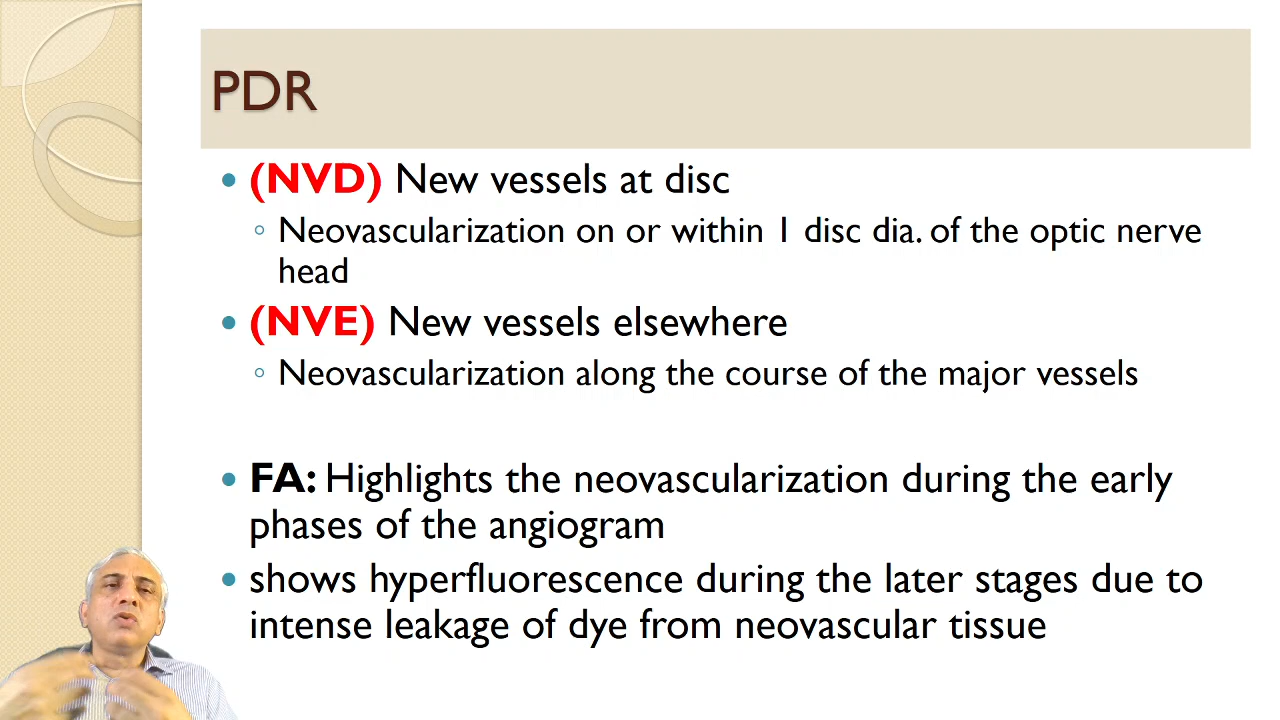 PDR
(NVD) New vessels at disc
Neovascularization on or within 1 disc dia. of the optic nerve
head
(NVE) New vessels elsewhere
Neovascularization along the course of the major vessels
FA: Highlights the neovascularization during the early
phases of the angiogram
shows hyperfluorescence during the later stages due to
intense leakage of dye from neovascular tissue